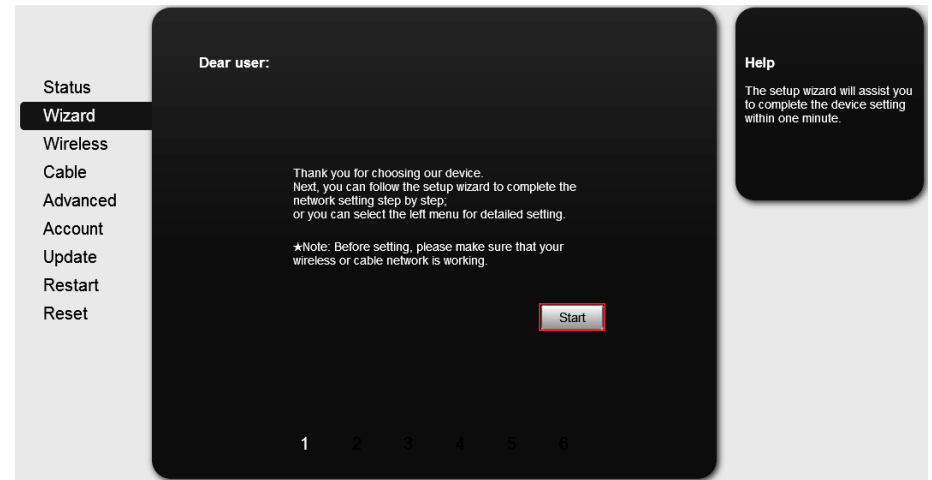 Status
Wizard
Wireless
Cable
Advanced
Account
Update
Restart
Reset
Dear user:
Thank you for choosing our device.
Next, you can follow the setup wizard to complete the
network setting step by step;
or you can select the left menu for detailed setting.
★Note: Before setting, please make sure that your
wireless or cable network is working.
Start
1 2 3 4 5 6
Help
The setup wizard will assist you
to complete the device setting
within one minute.